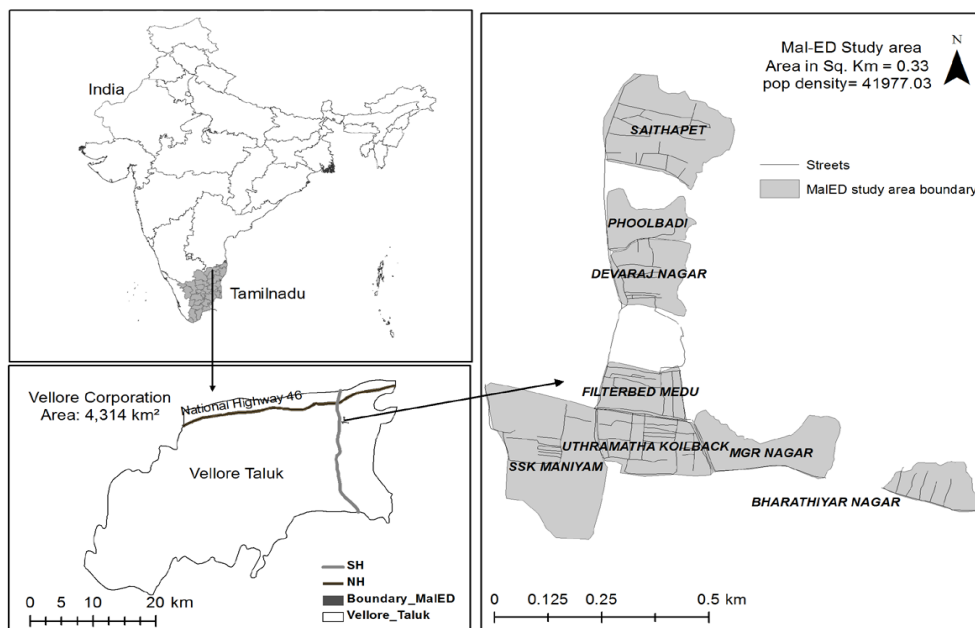 India
Tamilnadu
Vellore Corporation
Area: 4,314 km²
National Highway 46
Vellore Taluk
SH
NH
Boundary_MalED
Vellore_Taluk
0 5 10 20 km
N
Mal-ED Study area
Area in Sq. Km = 0.33
pop density= 41977.03
Streets
MalED study area boundary
SAITHAPET
PHOOLBADI
DEVARAJ NAGAR
FILTERBED MEDU
UTHRAMATHA KOILBACK
MGR NAGAR
SSK MANIYAM
BHARATHIYAR NAGAR
0 0.125 0.25 0.5 km